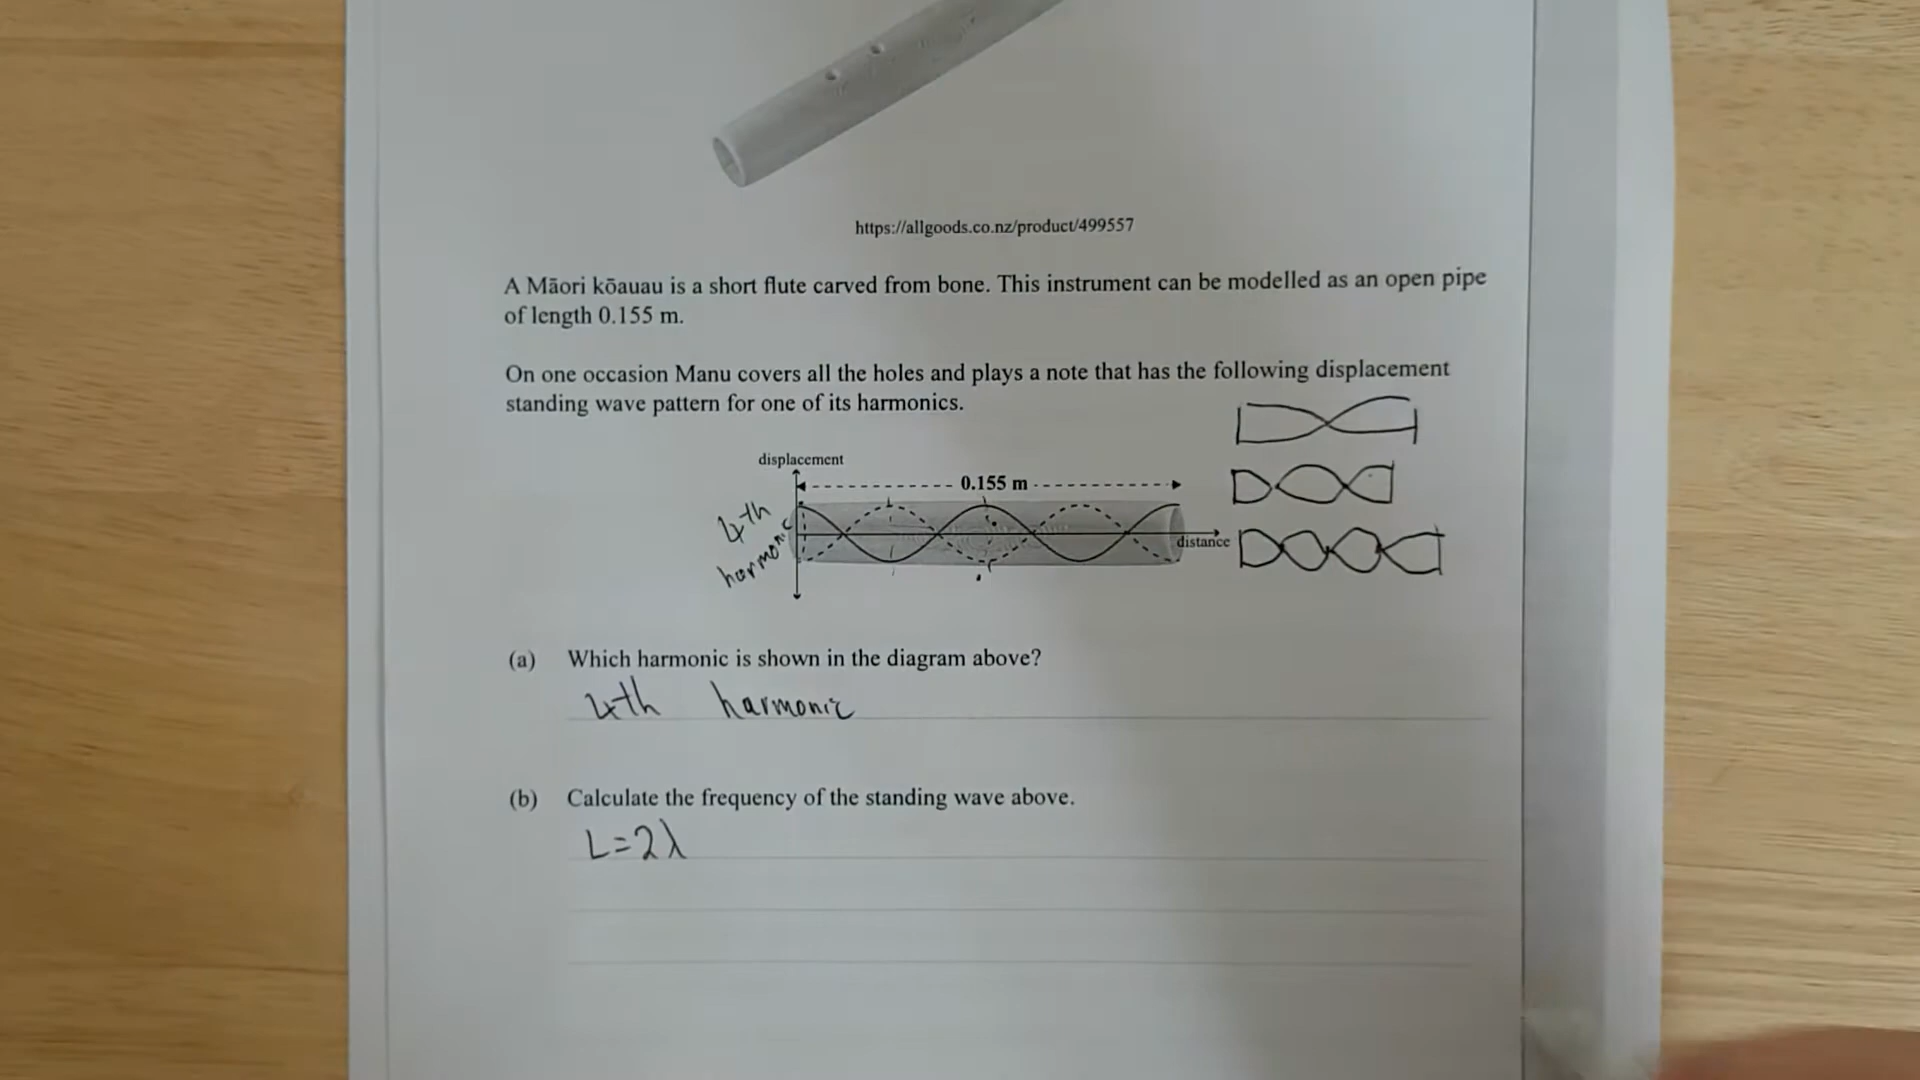 https://allgoods.co.nz/product/499557
A Māori kōauau is a short flute carved from bone. This instrument can be modelled as an open pipe
of length 0.155 m.
On one occasion Manu covers all the holes and plays a note that has the following displacement
standing wave pattern for one of its harmonics.
displacement
0.155 m
4th
harmonic
distance
(a) Which harmonic is shown in the diagram above?
4th harmonic
(b) Calculate the frequency of the standing wave above.
L=2λ